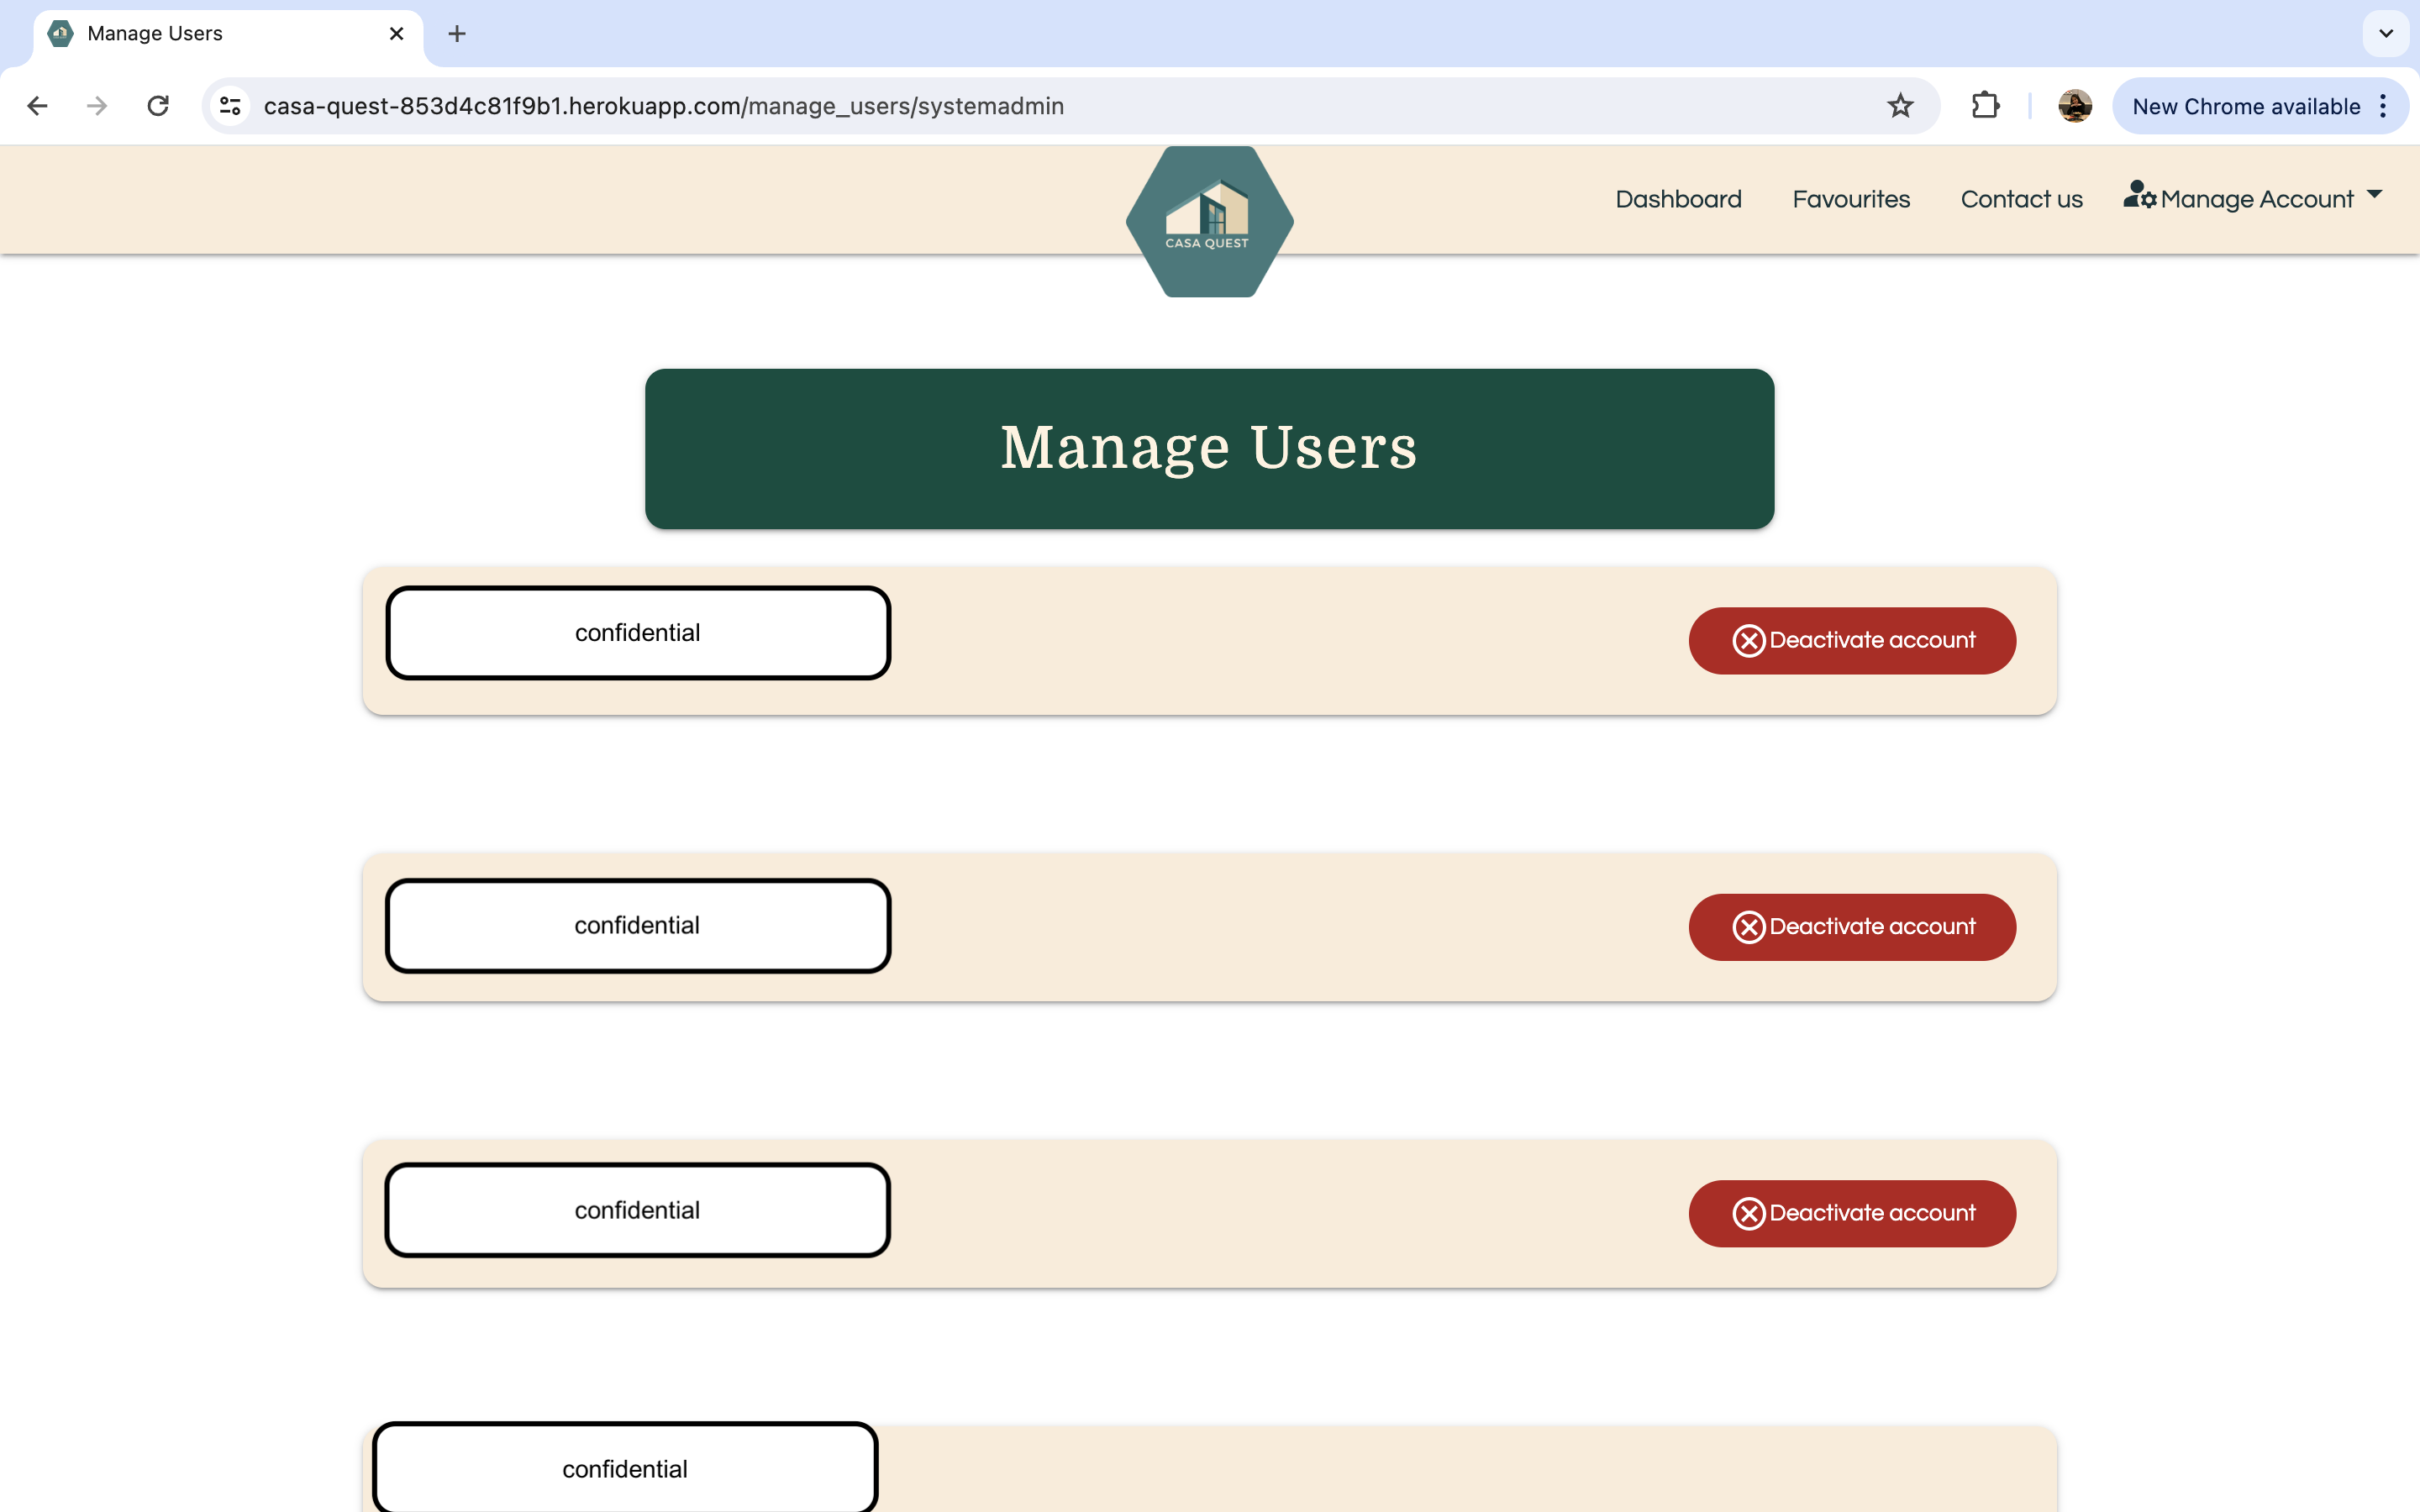 Manage Users
casa-quest-853d4c81f9b1.herokuapp.com/manage_users/systemadmin
New Chrome available
CASA QUEST
Dashboard
Favourites
Contact us
Manage Account
Manage Users
confidential
Deactivate account
confidential
Deactivate account
confidential
Deactivate account
confidential